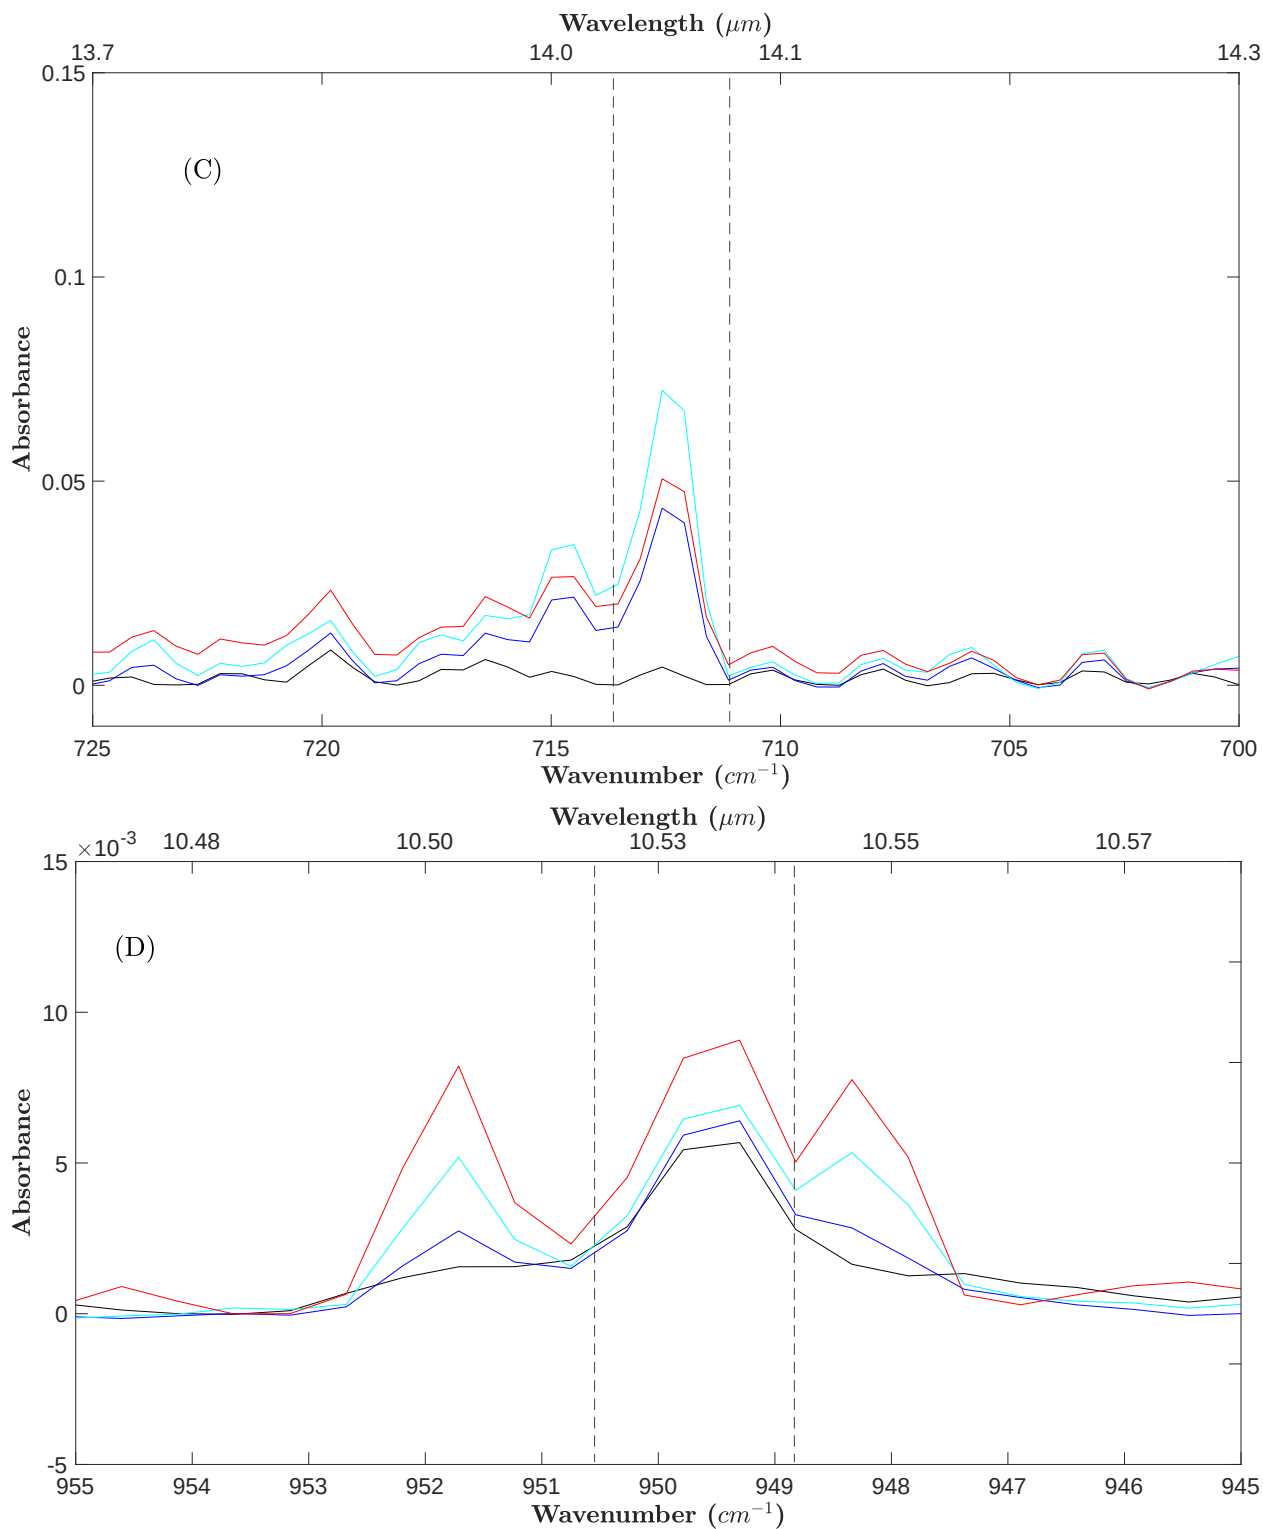 Wavelength (μm)
13.7 14.0 14.1 14.3
0.15
(C)
0.1
Absorbance
0.05
0
725 720 715 710 705 700
Wavenumber (cm⁻¹)
Wavelength (μm)
×10⁻³ 10.48 10.50 10.53 10.55 10.57
15
(D)
10
Absorbance
5
0
-5
955 954 953 952 951 950 949 948 947 946 945
Wavenumber (cm⁻¹)